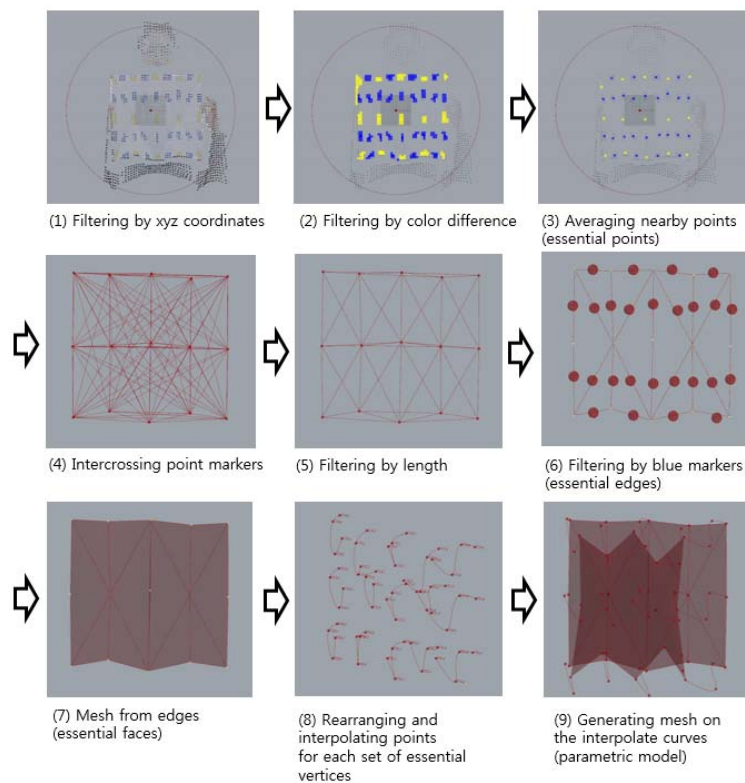 (1) Filtering by xyz coordinates
(2) Filtering by color difference
(3) Averaging nearby points
(essential points)
(4) Intercrossing point markers
(5) Filtering by length
(6) Filtering by blue markers
(essential edges)
(7) Mesh from edges
(essential faces)
(8) Rearranging and
interpolating points
for each set of essential
vertices
(9) Generating mesh on
the interpolate curves
(parametric model)